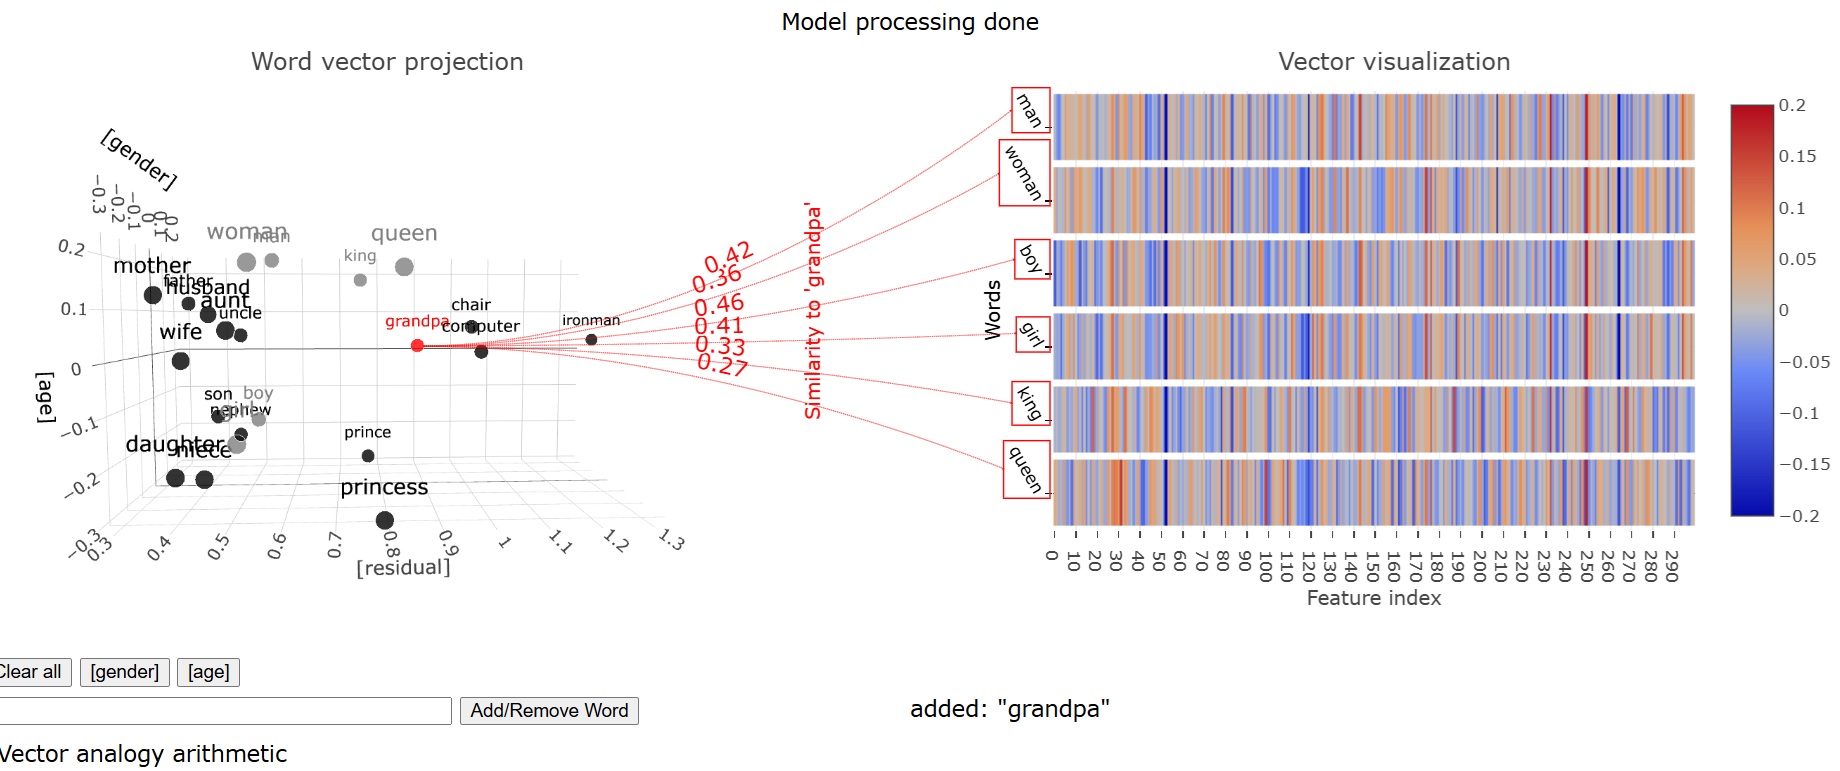 Model processing done
Word vector projection
Vector visualization
[gender]
−0.3
−0.2
−0.1
0
0.1
0.2
0.2
0.1
0
−0.1
−0.2
−0.3
[age]
woman
man
queen
king
mother
father
husband
aunt
uncle
wife
chair
grandpa
computer
ironman
son
boy
girl
nephew
daughter
niece
prince
princess
0.3
0.4
0.5
0.6
0.7
0.8
0.9
1
1.1
1.2
1.3
[residual]
0.42
0.36
0.46
0.41
0.33
0.27
Similarity to 'grandpa'
Words
man
woman
boy
girl
king
queen
0
10
20
30
40
50
60
70
80
90
100
110
120
130
140
150
160
170
180
190
200
210
220
230
240
250
260
270
280
290
Feature index
0.2
0.15
0.1
0.05
0
−0.05
−0.1
−0.15
−0.2
Clear all
[gender]
[age]
Add/Remove Word
added: "grandpa"
Vector analogy arithmetic